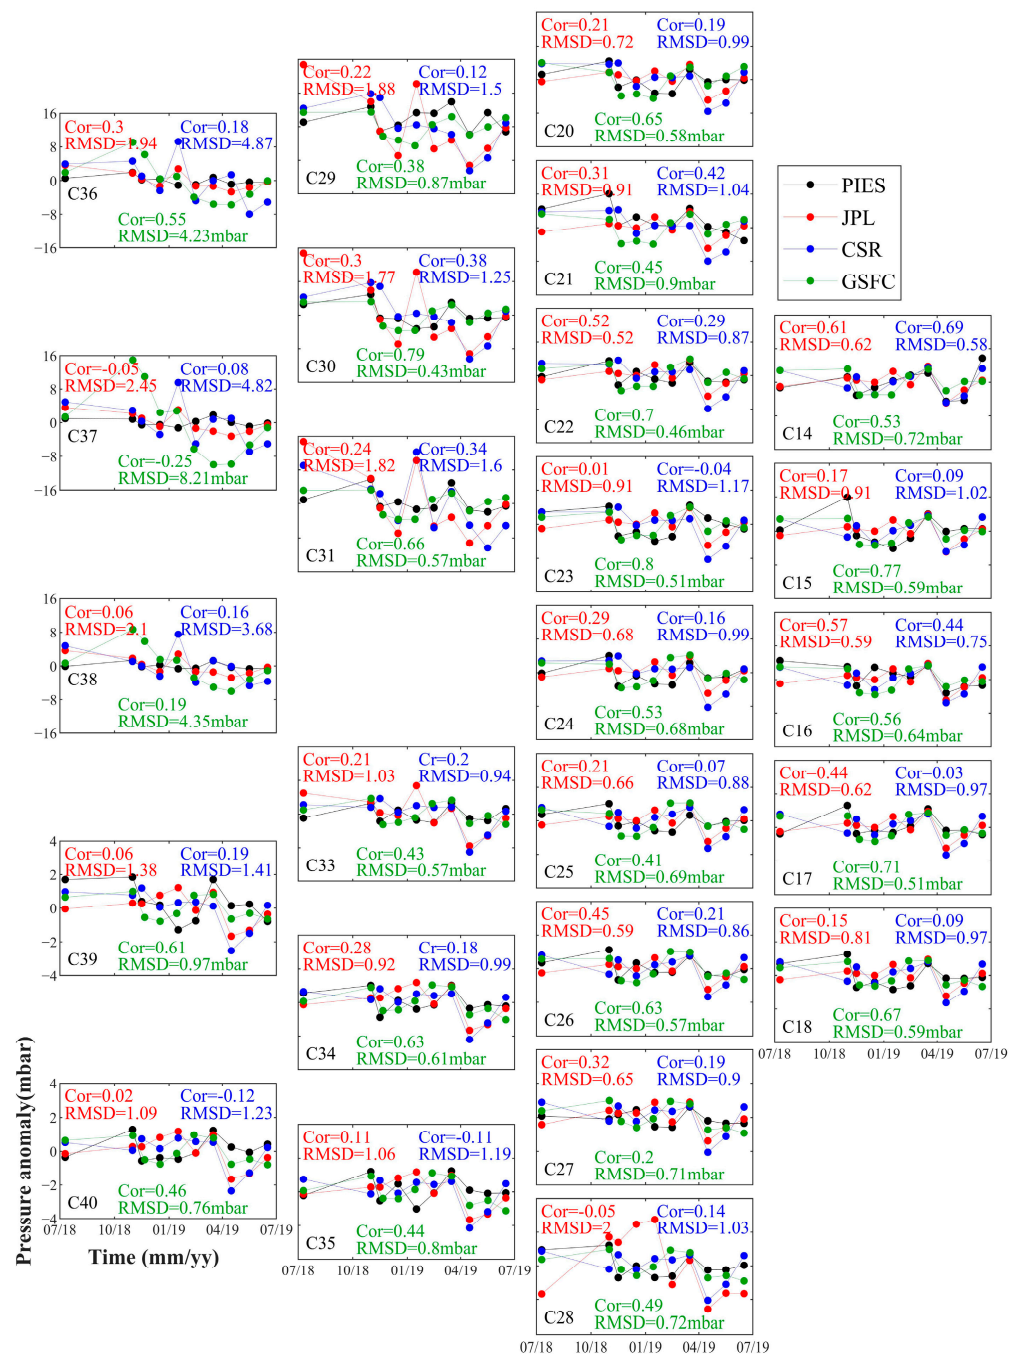 16
8
0
−8
−16
Cor=0.3
RMSD=1.94
Cor=0.18
RMSD=4.87
C36
Cor=0.55
RMSD=4.23mbar
16
8
0
−8
−16
Cor=-0.05
RMSD=2.45
Cor=0.08
RMSD=4.82
C37
Cor=-0.25
RMSD=8.21mbar
16
8
0
−8
−16
Cor=0.06
RMSD=2.1
Cor=0.16
RMSD=3.68
C38
Cor=0.19
RMSD=4.35mbar
4
2
0
−2
−4
Cor=0.06
RMSD=1.38
Cor=0.19
RMSD=1.41
C39
Cor=0.61
RMSD=0.97mbar
4
2
0
−2
−4
Cor=0.02
RMSD=1.09
Cor=-0.12
RMSD=1.23
C40
Cor=0.46
RMSD=0.76mbar
07/18 10/18 01/19 04/19 07/19
Pressure anomaly(mbar)
Time (mm/yy)
Cor=0.22
RMSD=1.88
Cor=0.12
RMSD=1.5
C29
Cor=0.38
RMSD=0.87mbar
Cor=0.3
RMSD=1.77
Cor=0.38
RMSD=1.25
C30
Cor=0.79
RMSD=0.43mbar
Cor=0.24
RMSD=1.82
Cor=0.34
RMSD=1.6
C31
Cor=0.66
RMSD=0.57mbar
Cor=0.21
RMSD=1.03
Cr=0.2
RMSD=0.94
C33
Cor=0.43
RMSD=0.57mbar
Cor=0.28
RMSD=0.92
Cr=0.18
RMSD=0.99
C34
Cor=0.63
RMSD=0.61mbar
Cor=0.11
RMSD=1.06
Cor=-0.11
RMSD=1.19
C35
Cor=0.44
RMSD=0.8mbar
07/18 10/18 01/19 04/19 07/19
Cor=0.21
RMSD=0.72
Cor=0.19
RMSD=0.99
C20
Cor=0.65
RMSD=0.58mbar
Cor=0.31
RMSD=0.91
Cor=0.42
RMSD=1.04
C21
Cor=0.45
RMSD=0.9mbar
Cor=0.52
RMSD=0.52
Cor=0.29
RMSD=0.87
C22
Cor=0.7
RMSD=0.46mbar
Cor=0.01
RMSD=0.91
Cor=-0.04
RMSD=1.17
C23
Cor=0.8
RMSD=0.51mbar
Cor=0.29
RMSD=0.68
Cor=0.16
RMSD=0.99
C24
Cor=0.53
RMSD=0.68mbar
Cor=0.21
RMSD=0.66
Cor=0.07
RMSD=0.88
C25
Cor=0.41
RMSD=0.69mbar
Cor=0.45
RMSD=0.59
Cor=0.21
RMSD=0.86
C26
Cor=0.63
RMSD=0.57mbar
Cor=0.32
RMSD=0.65
Cor=0.19
RMSD=0.9
C27
Cor=0.2
RMSD=0.71mbar
Cor=-0.05
RMSD=2
Cor=0.14
RMSD=1.03
C28
Cor=0.49
RMSD=0.72mbar
07/18 10/18 01/19 04/19 07/19
PIES
JPL
CSR
GSFC
Cor=0.61
RMSD=0.62
Cor=0.69
RMSD=0.58
C14
Cor=0.53
RMSD=0.72mbar
Cor=0.17
RMSD=0.91
Cor=0.09
RMSD=1.02
C15
Cor=0.77
RMSD=0.59mbar
Cor=0.57
RMSD=0.59
Cor=0.44
RMSD=0.75
C16
Cor=0.56
RMSD=0.64mbar
Cor=0.44
RMSD=0.62
Cor=0.03
RMSD=0.97
C17
Cor=0.71
RMSD=0.51mbar
Cor=0.15
RMSD=0.81
Cor=0.09
RMSD=0.97
C18
Cor=0.67
RMSD=0.59mbar
07/18 10/18 01/19 04/19 07/19